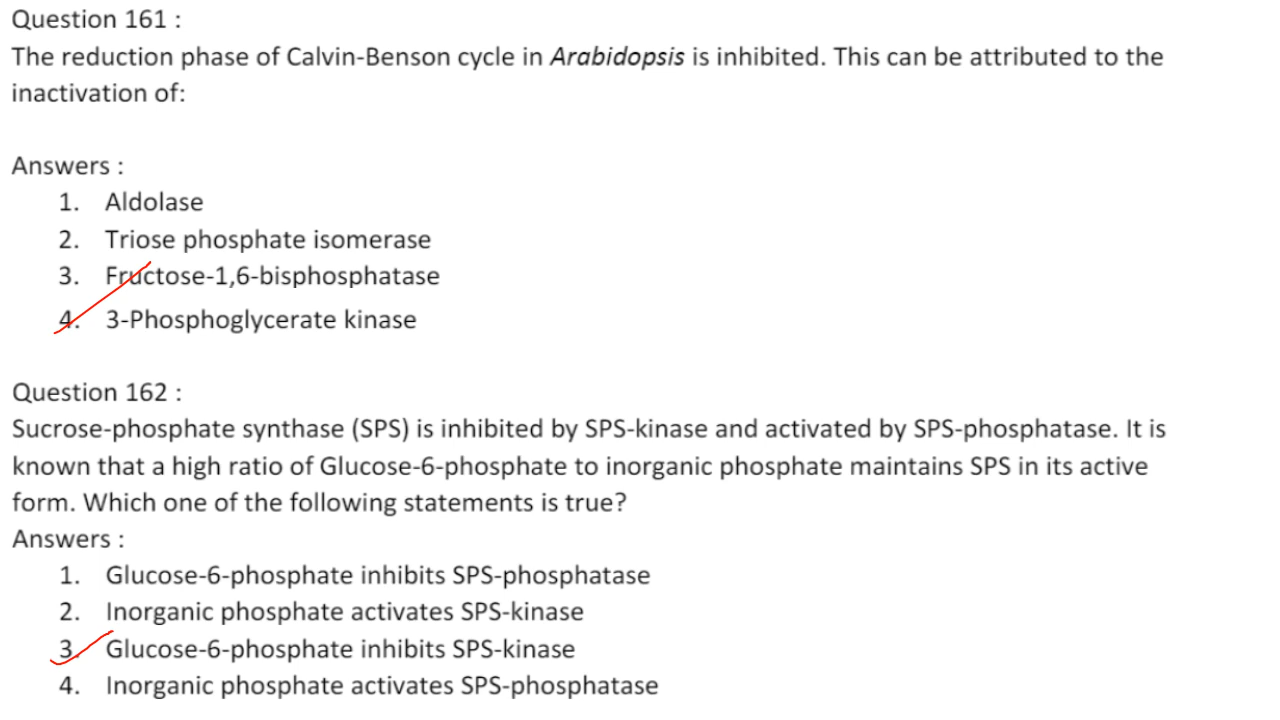 Question 161 :
The reduction phase of Calvin-Benson cycle in Arabidopsis is inhibited. This can be attributed to the
inactivation of:
Answers :
1. Aldolase
2. Triose phosphate isomerase
3. Fructose-1,6-bisphosphatase
4. 3-Phosphoglycerate kinase
Question 162 :
Sucrose-phosphate synthase (SPS) is inhibited by SPS-kinase and activated by SPS-phosphatase. It is
known that a high ratio of Glucose-6-phosphate to inorganic phosphate maintains SPS in its active
form. Which one of the following statements is true?
Answers :
1. Glucose-6-phosphate inhibits SPS-phosphatase
2. Inorganic phosphate activates SPS-kinase
3. Glucose-6-phosphate inhibits SPS-kinase
4. Inorganic phosphate activates SPS-phosphatase